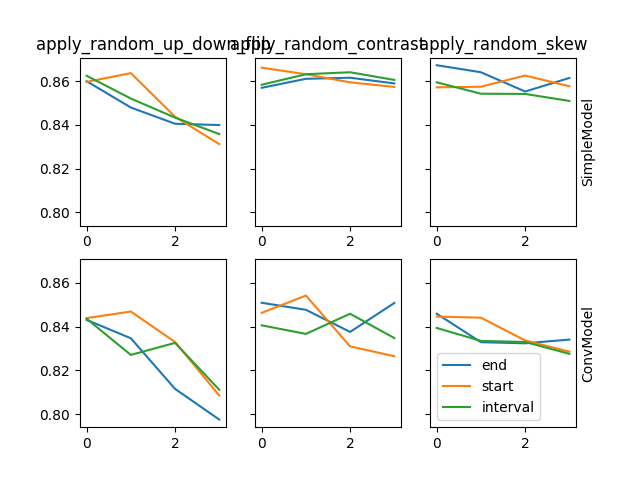 apply_random_up_down_flip apply_random_contrast apply_random_skew
0.86
0.84
0.82
0.80
0 2 0 2 0 2
SimpleModel
0.86
0.84
0.82
0.80
0 2 0 2 0 2
ConvModel
end
start
interval